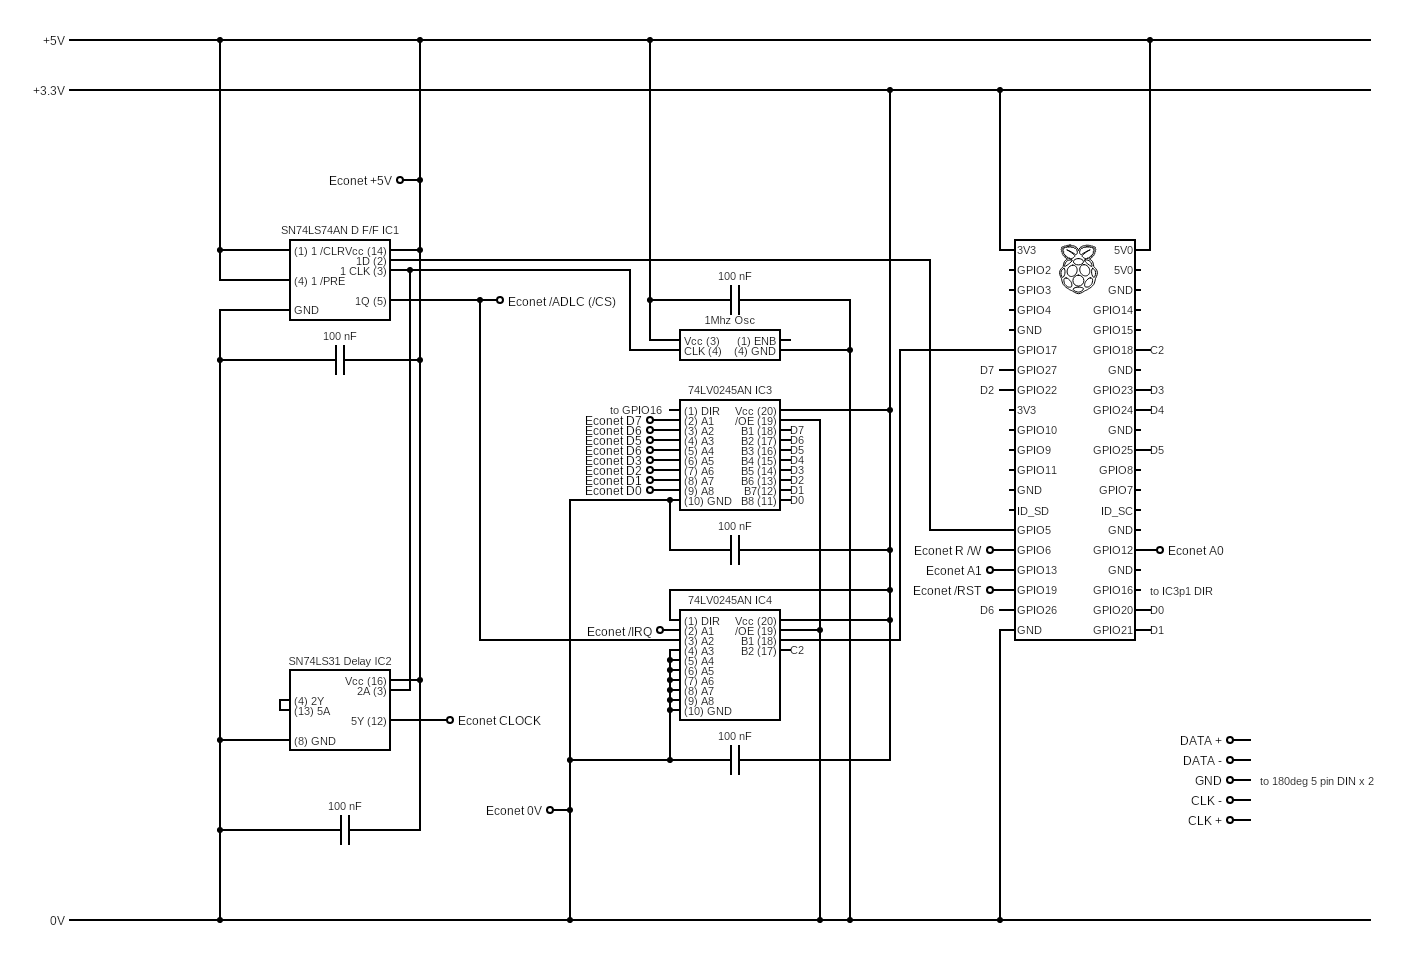 +5V
+3.3V
Econet +5V
SN74LS74AN D F/F IC1
(1) 1 /CLR
Vcc (14)
1D (2)
1 CLK (3)
(4) 1 /PRE
1Q (5)
GND
Econet /ADLC (/CS)
100 nF
100 nF
1Mhz Osc
Vcc (3)
(1) ENB
CLK (4)
(4) GND
74LV0245AN IC3
to GPIO16
(1) DIR
Vcc (20)
Econet D7
(2) A1
/OE (19)
Econet D6
(3) A2
B1 (18)
D7
Econet D5
(4) A3
B2 (17)
D6
Econet D6
(5) A4
B3 (16)
D5
Econet D3
(6) A5
B4 (15)
D4
Econet D2
(7) A6
B5 (14)
D3
Econet D1
(8) A7
B6 (13)
D2
Econet D0
(9) A8
B7(12)
D1
(10) GND
B8 (11)
D0
100 nF
74LV0245AN IC4
(1) DIR
Vcc (20)
Econet /IRQ
(2) A1
/OE (19)
(3) A2
B1 (18)
(4) A3
B2 (17)
C2
(5) A4
(6) A5
(7) A6
(8) A7
(9) A8
(10) GND
100 nF
SN74LS31 Delay IC2
Vcc (16)
2A (3)
(4) 2Y
(13) 5A
5Y (12)
Econet CLOCK
(8) GND
100 nF
Econet 0V
3V3
5V0
GPIO2
5V0
GPIO3
GND
GPIO4
GPIO14
GND
GPIO15
GPIO17
GPIO18
C2
D7
GPIO27
GND
D2
GPIO22
GPIO23
D3
3V3
GPIO24
D4
GPIO10
GND
GPIO9
GPIO25
D5
GPIO11
GPIO8
GND
GPIO7
ID_SD
ID_SC
GPIO5
GND
Econet R /W
GPIO6
GPIO12
Econet A0
Econet A1
GPIO13
GND
Econet /RST
GPIO19
GPIO16
to IC3p1 DIR
D6
GPIO26
GPIO20
D0
GND
GPIO21
D1
DATA +
DATA -
GND
to 180deg 5 pin DIN x 2
CLK -
CLK +
0V